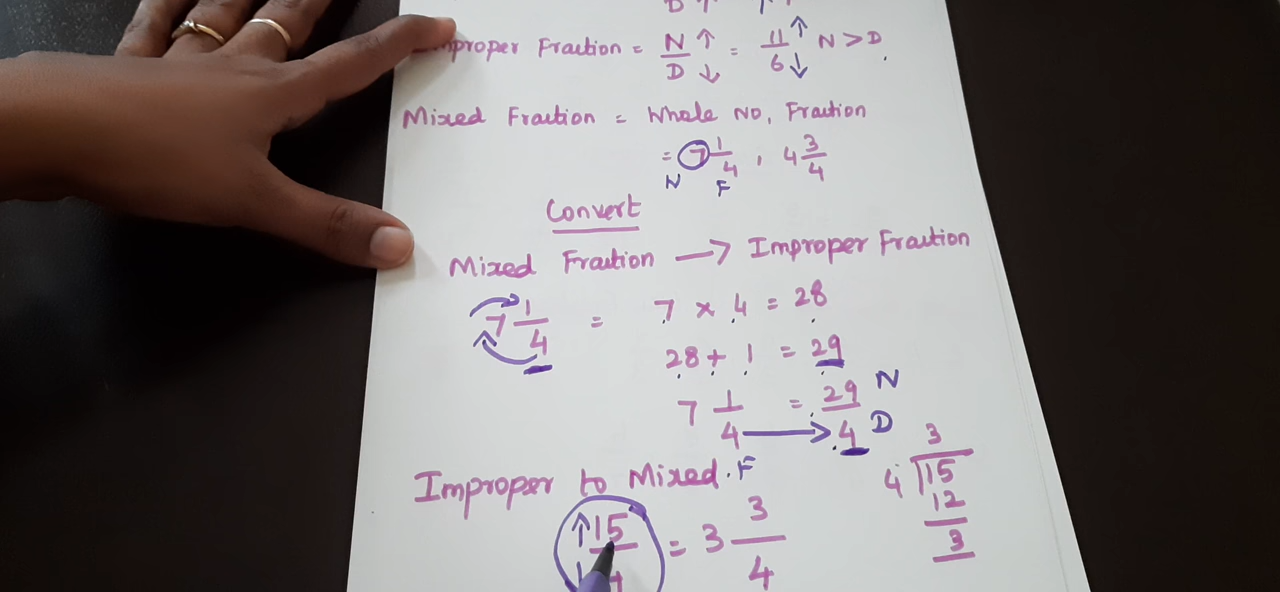 D ↑
Improper Fraction = N/D ↑↓ = 11/6 ↑↓ N > D.
Mixed Fraction = Whole No, Fraction
= 7 1/4 , 4 3/4
N F
Convert
Mixed Fraction → Improper Fraction
7 1/4 = 7 × 4 = 28
28 + 1 = 29
7 1/4 = 29/4 N D
Improper to Mixed.F
15/4 = 3 3/4
3
4 15
12
3